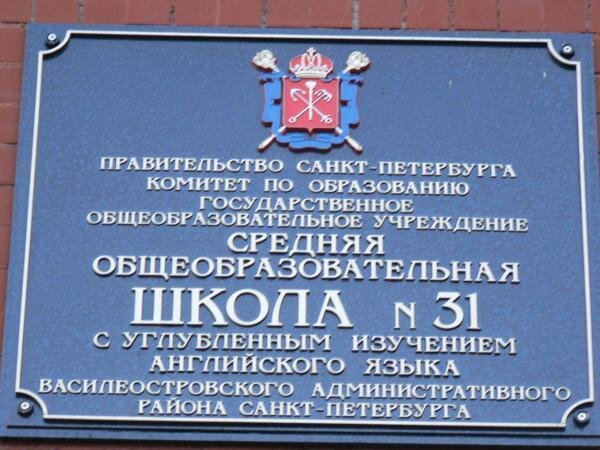 ПРАВИТЕЛЬСТВО САНКТ-ПЕТЕРБУРГА
КОМИТЕТ ПО ОБРАЗОВАНИЮ
ГОСУДАРСТВЕННОЕ
ОБЩЕОБРАЗОВАТЕЛЬНОЕ УЧРЕЖДЕНИЕ
СРЕДНЯЯ
ОБЩЕОБРАЗОВАТЕЛЬНАЯ
ШКОЛА N 31
С УГЛУБЛЕННЫМ ИЗУЧЕНИЕМ
АНГЛИЙСКОГО ЯЗЫКА
ВАСИЛЕОСТРОВСКОГО АДМИНИСТРАТИВНОГО
РАЙОНА САНКТ-ПЕТЕРБУРГА